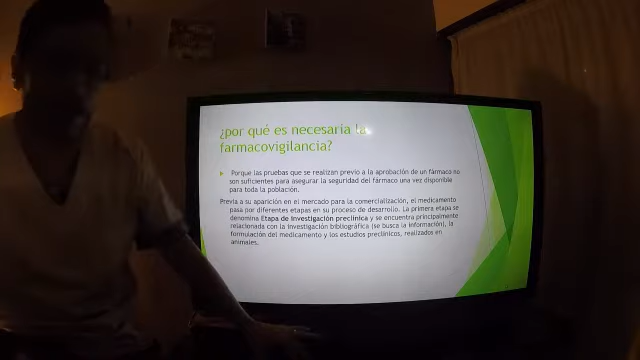 ¿por qué es necesaria la
farmacovigilancia?
Porque las pruebas que se realizan previo a la aprobación de un fármaco no
son suficientes para asegurar la seguridad del fármaco una vez disponible
para toda la población.
Previa a su aparición en el mercado para la comercialización, el medicamento
pasa por diferentes etapas en su proceso de desarrollo. La primera etapa se
denomina Etapa de investigación preclínica y se encuentra principalmente
relacionada con la investigación bibliográfica (se busca la información), la
formulación del medicamento y los estudios preclínicos, realizados en
animales.